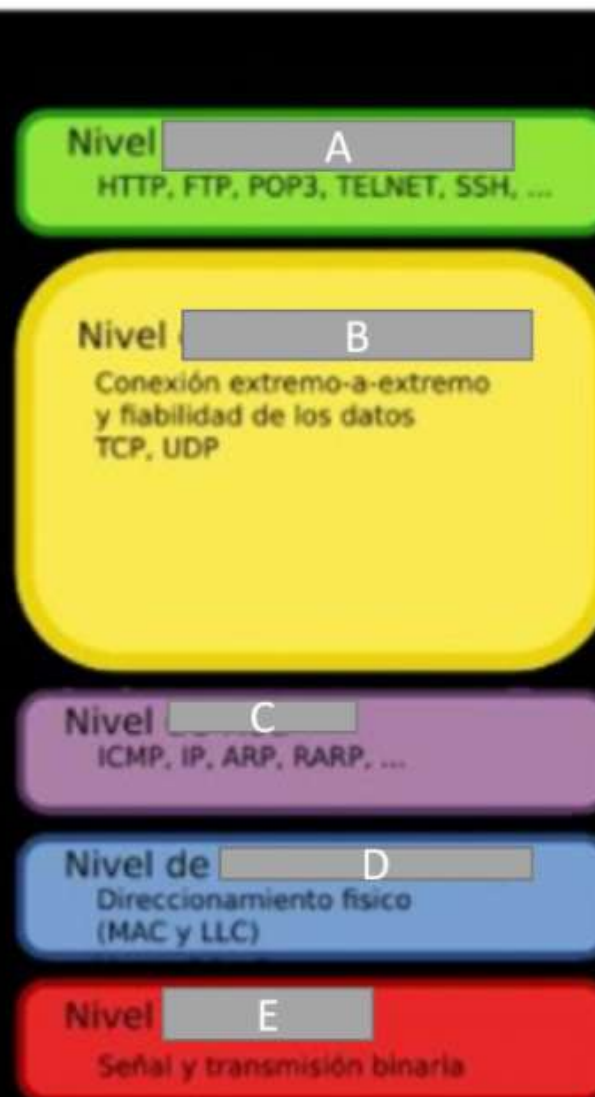 Nivel A
HTTP, FTP, POP3, TELNET, SSH, ...
Nivel B
Conexión extremo-a-extremo
y fiabilidad de los datos
TCP, UDP
Nivel C
ICMP, IP, ARP, RARP, ...
Nivel de D
Direccionamiento fisico
(MAC y LLC)
Nivel E
Señal y transmisión binaria